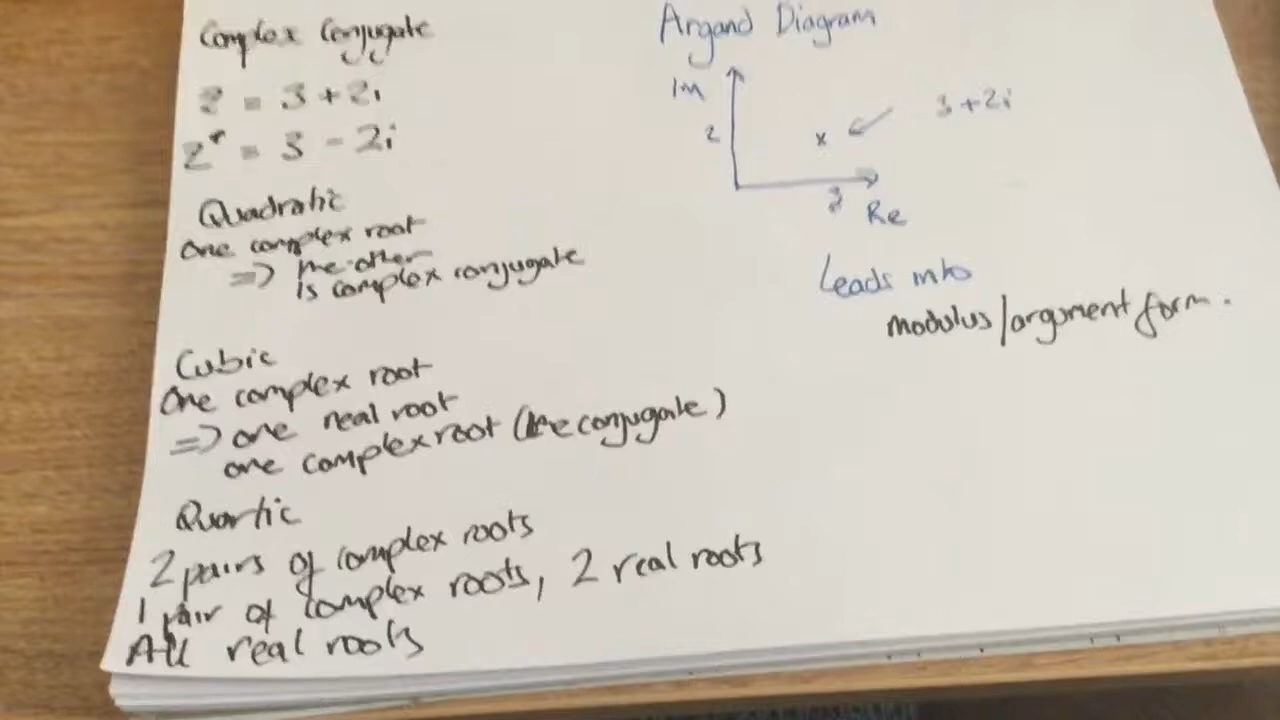 Complex Conjugate
z = 3 + 2i
z* = 3 - 2i
Quadratic
One complex root
=> the other
is complex conjugate
Cubic
One complex root
=> one real root
one complex root (the conjugate)
Quartic
2 pairs of complex roots
1 pair of complex roots, 2 real roots
All real roots
Argand Diagram
Im
2
x
3 + 2i
3
Re
Leads into
modulus/argument form.